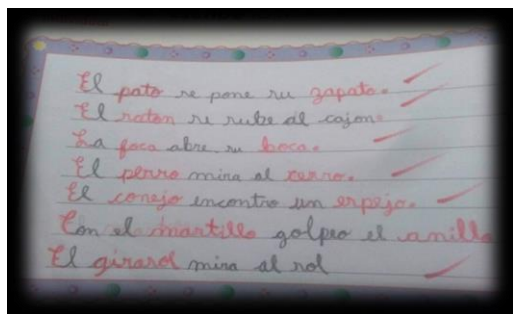 El pato se pone su zapato.
El raton se sube al cajon.
La foca abre su boca.
El perro mira al cerro.
El conejo encontro un espejo.
Con el martillo golpeo el anillo
El girasol mira al sol